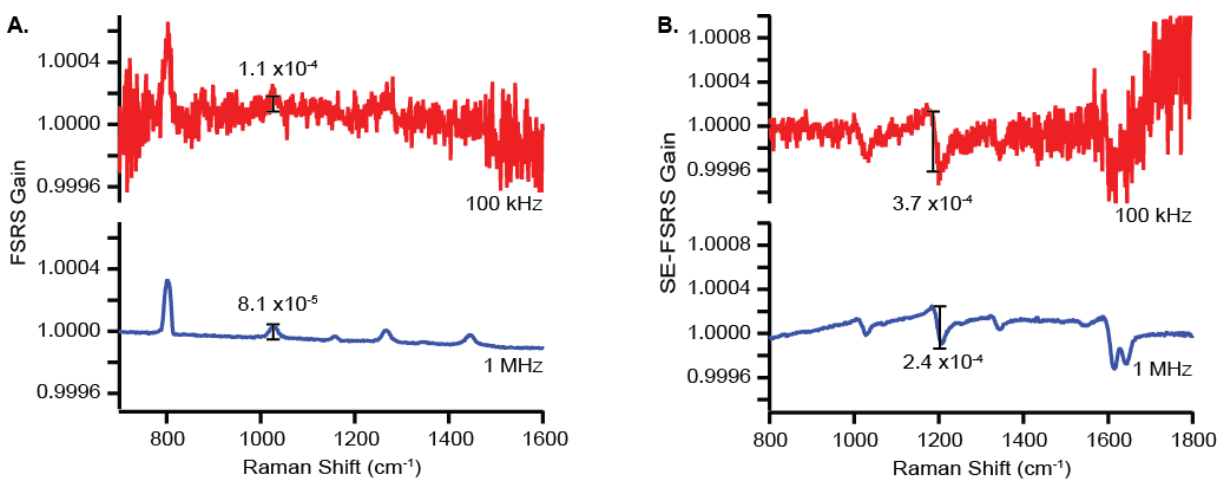 A.
FSRS Gain
1.0004
1.0000
0.9996
1.1 x10⁻⁴
100 kHz
1.0004
1.0000
0.9996
8.1 x10⁻⁵
1 MHz
800 1000 1200 1400 1600
Raman Shift (cm⁻¹)
B.
SE-FSRS Gain
1.0008
1.0004
1.0000
0.9996
3.7 x10⁻⁴
100 kHz
1.0008
1.0004
1.0000
0.9996
2.4 x10⁻⁴
1 MHz
800 1000 1200 1400 1600 1800
Raman Shift (cm⁻¹)